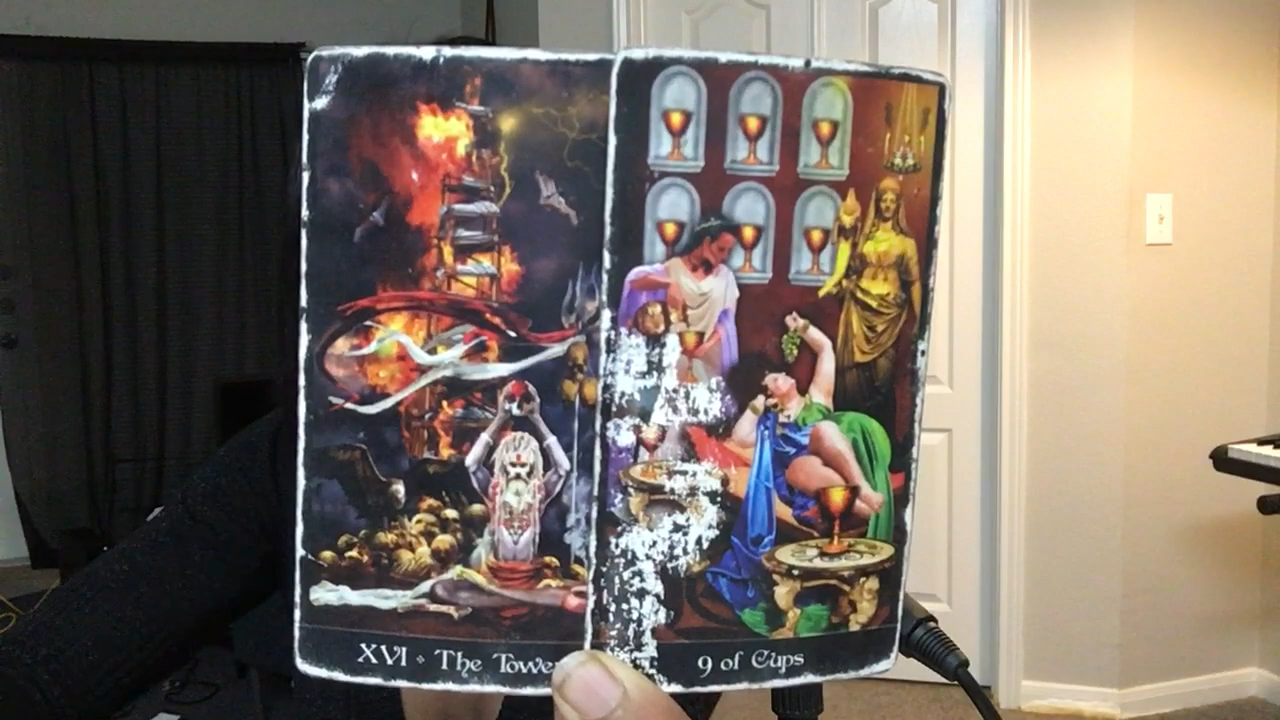 XVI ⬥ The Tower
9 of Cups